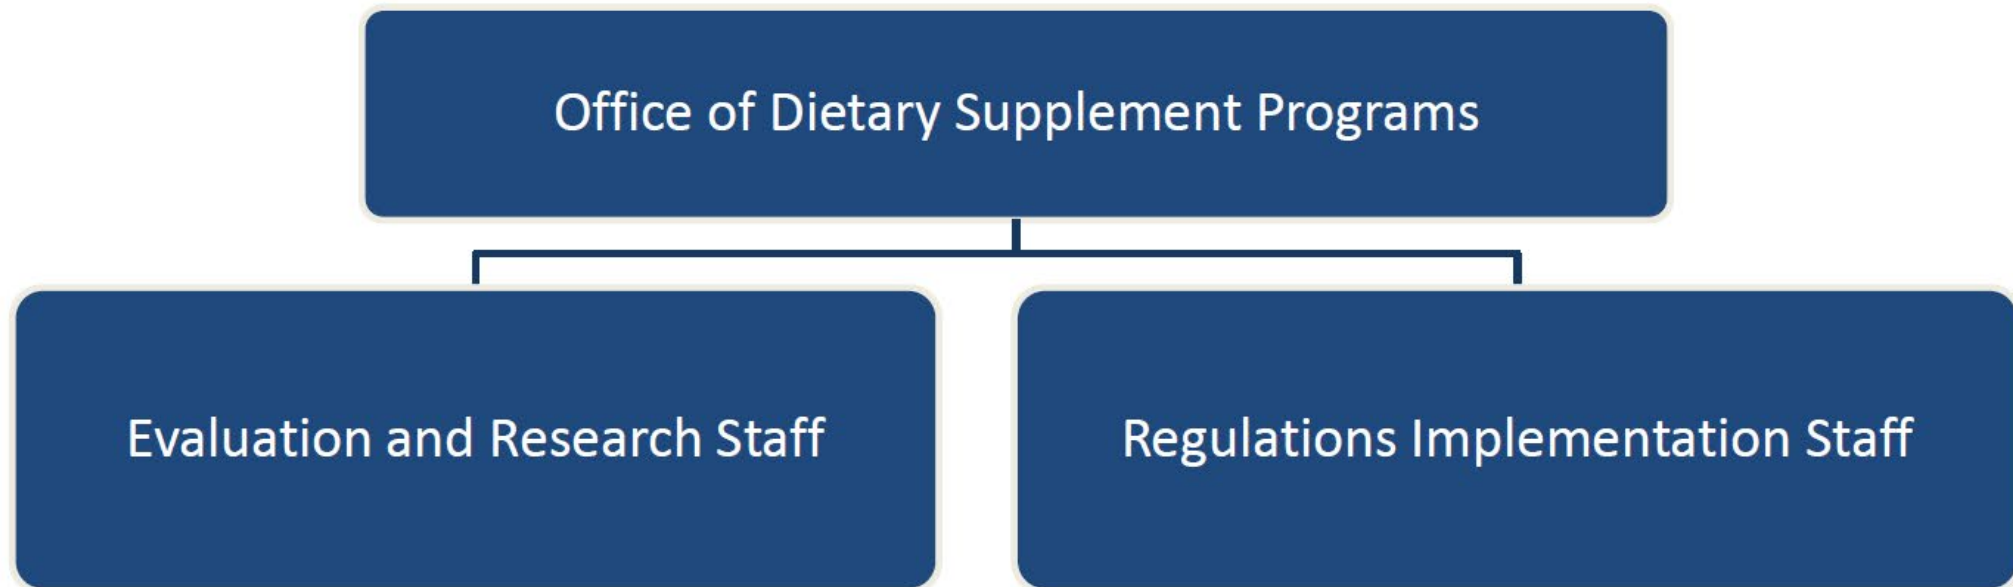 Office of Dietary Supplement Programs
Evaluation and Research Staff
Regulations Implementation Staff